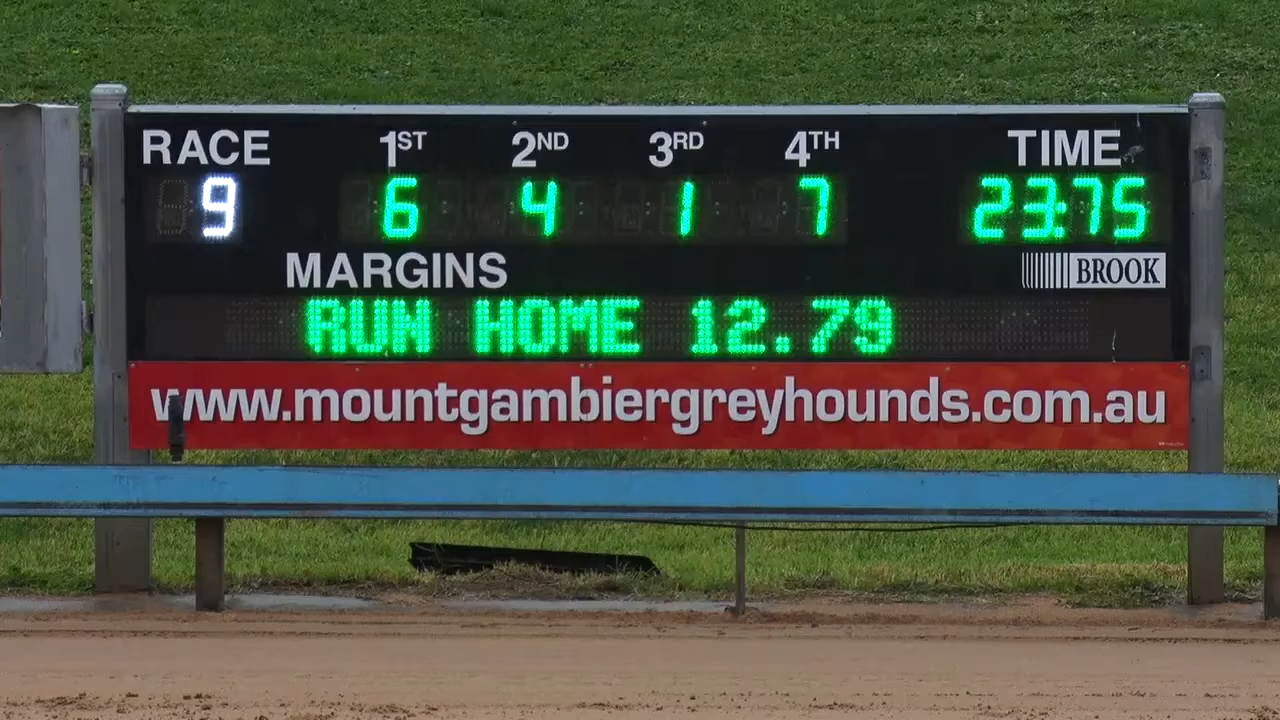 RACE 1ST 2ND 3RD 4TH TIME
9 6 4 1 7 23:75
MARGINS BROOK
RUN HOME 12.79
www.mountgambiergreyhounds.com.au